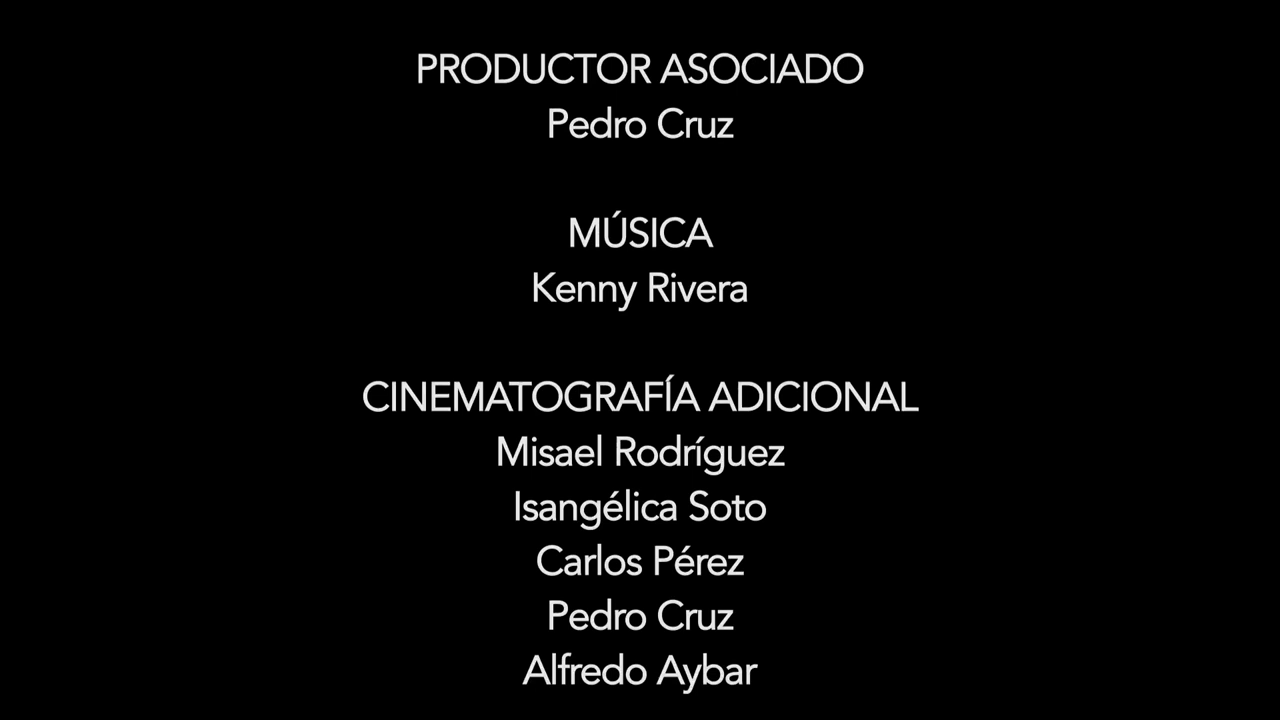 PRODUCTOR ASOCIADO
Pedro Cruz
MÚSICA
Kenny Rivera
CINEMATOGRAFÍA ADICIONAL
Misael Rodríguez
Isangélica Soto
Carlos Pérez
Pedro Cruz
Alfredo Aybar